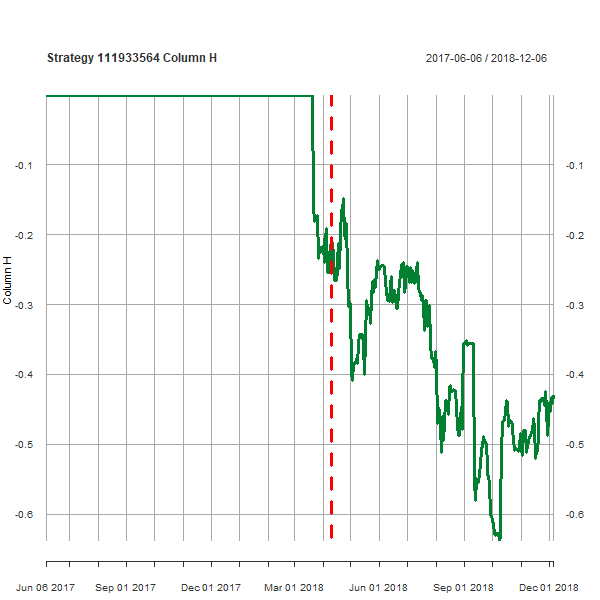 Strategy 111933564 Column H
2017-06-06 / 2018-12-06
-0.1
-0.1
-0.2
-0.2
-0.3
-0.3
-0.4
-0.4
-0.5
-0.5
-0.6
-0.6
Column H
Jun 06 2017
Sep 01 2017
Dec 01 2017
Mar 01 2018
Jun 01 2018
Sep 01 2018
Dec 01 2018